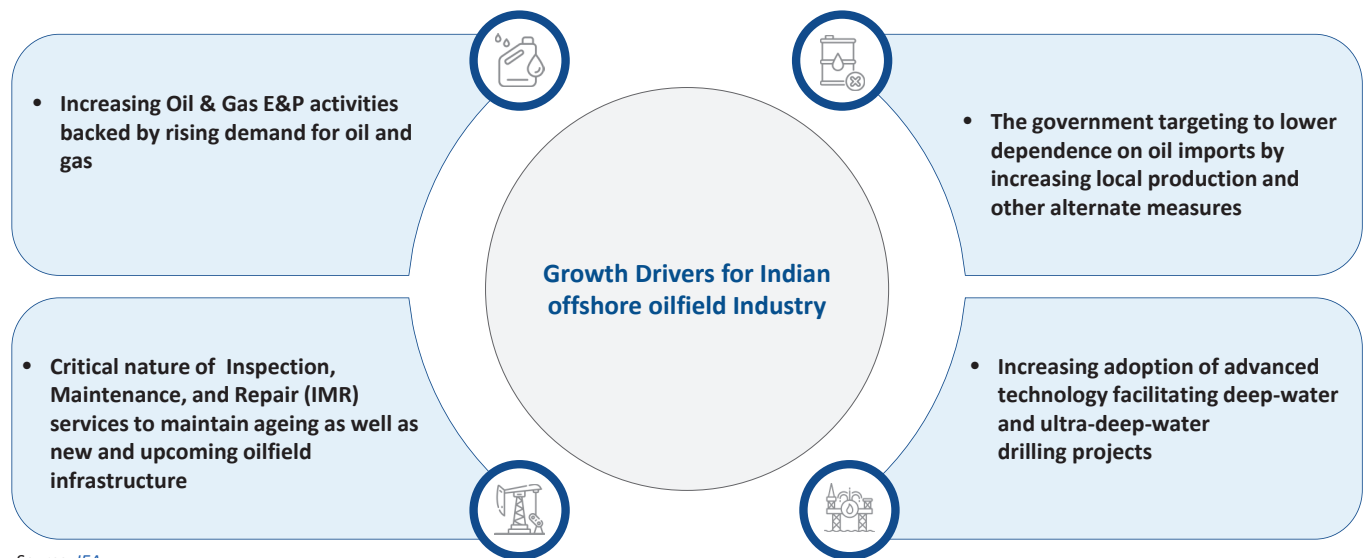 • Increasing Oil & Gas E&P activities
backed by rising demand for oil and
gas
• The government targeting to lower
dependence on oil imports by
increasing local production and
other alternate measures
Growth Drivers for Indian
offshore oilfield Industry
• Critical nature of Inspection,
Maintenance, and Repair (IMR)
services to maintain ageing as well as
new and upcoming oilfield
infrastructure
• Increasing adoption of advanced
technology facilitating deep-water
and ultra-deep-water
drilling projects